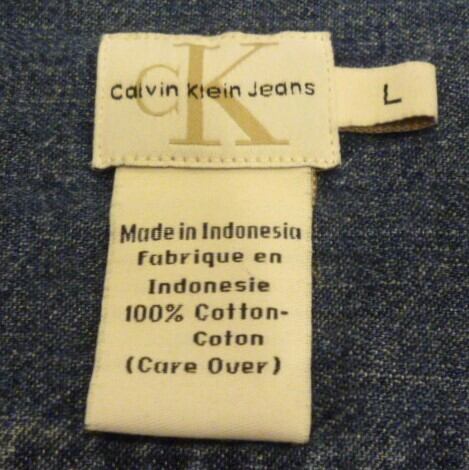 CK
Calvin Klein Jeans
L
Made in Indonesia
Fabrique en
Indonesie
100% Cotton-
Coton
(Care Over)